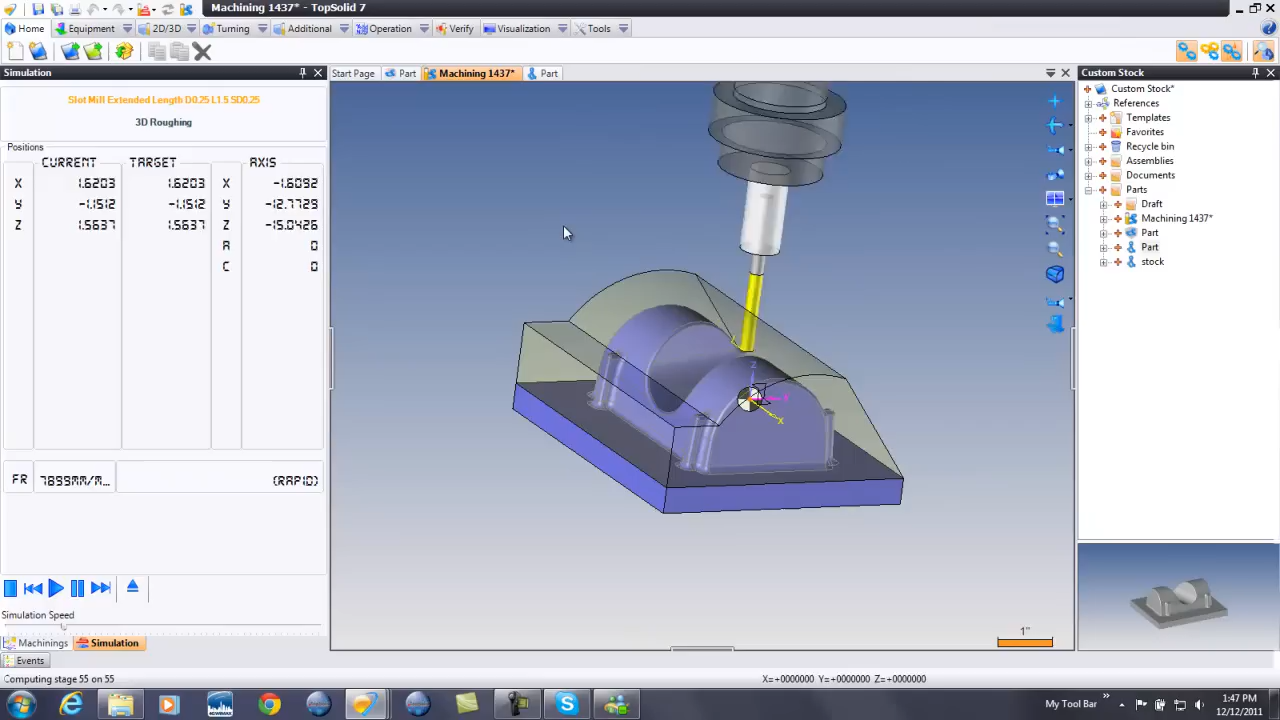 Machining 1437* - TopSolid 7
Home Equipment 2D/3D Turning Additional Operation Verify Visualization Tools
Simulation
Start Page Part Machining 1437* Part
Custom Stock
Slot Mill Extended Length D0.25 L1.5 SD0.25
3D Roughing
Positions
CURRENT TARGET AXIS
X 1.6203 1.6203 X -1.6092
Y -1.1512 -1.1512 Y -12.7729
Z 1.5637 1.5637 Z -15.0426
A 0
C 0
FR 7899MM/M... (RAPID)
Simulation Speed
Machinings Simulation
Events
Computing stage 55 on 55
X=+0000000 Y=+0000000 Z=+0000000
Z
X
1"
Custom Stock*
References
Templates
Favorites
Recycle bin
Assemblies
Documents
Parts
Draft
Machining 1437*
Part
Part
stock
My Tool Bar
1:47 PM
12/12/2011